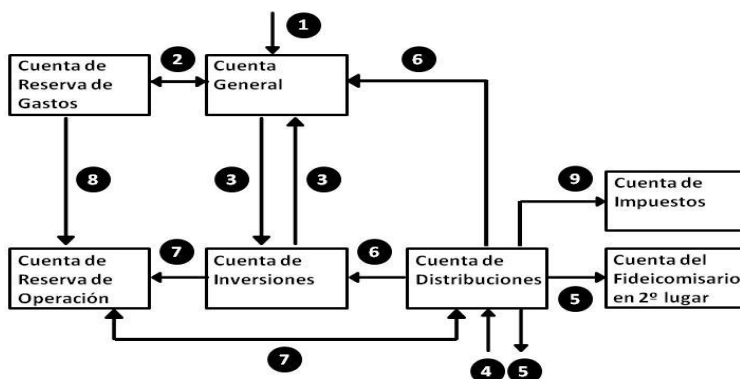 1
Cuenta de
Reserva de
Gastos
2
Cuenta
General
6
8
3
3
9
Cuenta de
Impuestos
Cuenta de
Reserva de
Operación
7
Cuenta de
Inversiones
6
Cuenta de
Distribuciones
5
Cuenta del
Fideicomisario
en 2º lugar
7
4
5